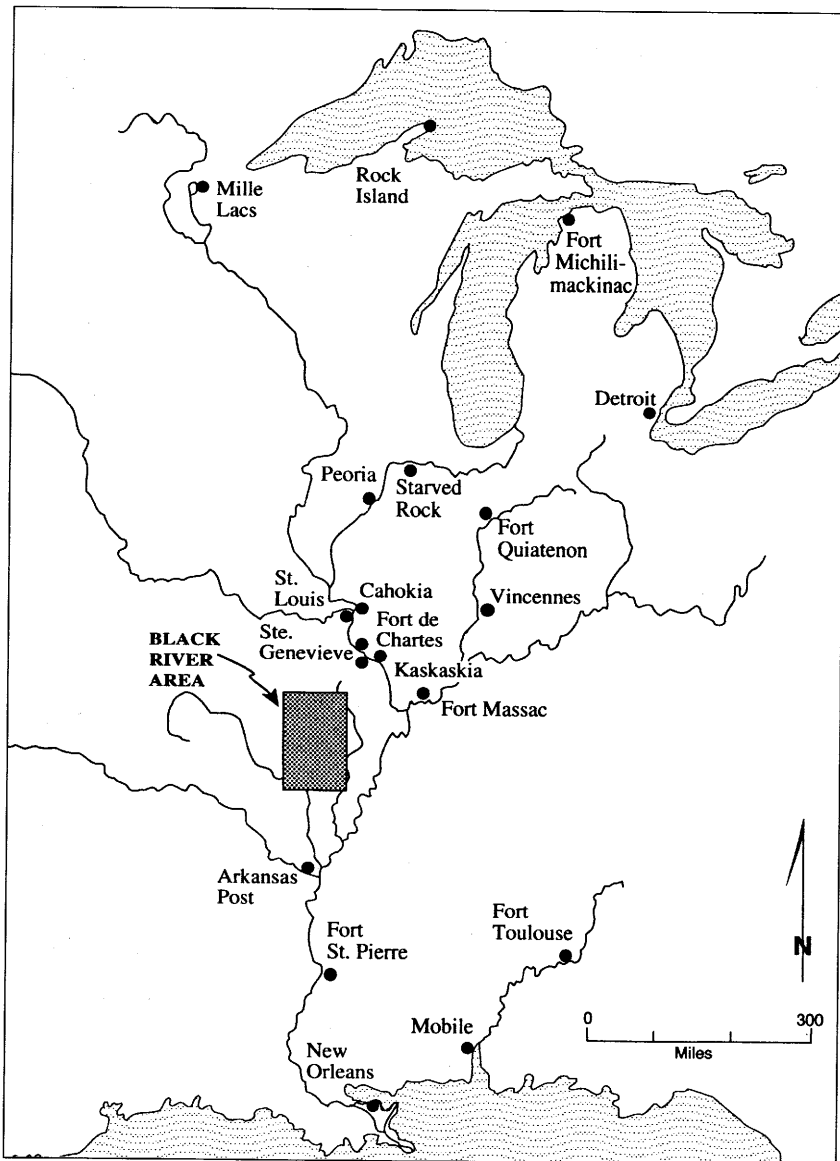 Rock
Island
Mille
Lacs
Fort
Michili-
mackinac
Detroit
Peoria
Starved
Rock
Fort
Quiatenon
St.
Louis
Cahokia
Vincennes
Ste.
Genevieve
Fort de
Chartes
BLACK
RIVER
AREA
Kaskaskia
Fort Massac
Arkansas
Post
Fort
St. Pierre
Fort
Toulouse
N
0 300
Miles
Mobile
New
Orleans